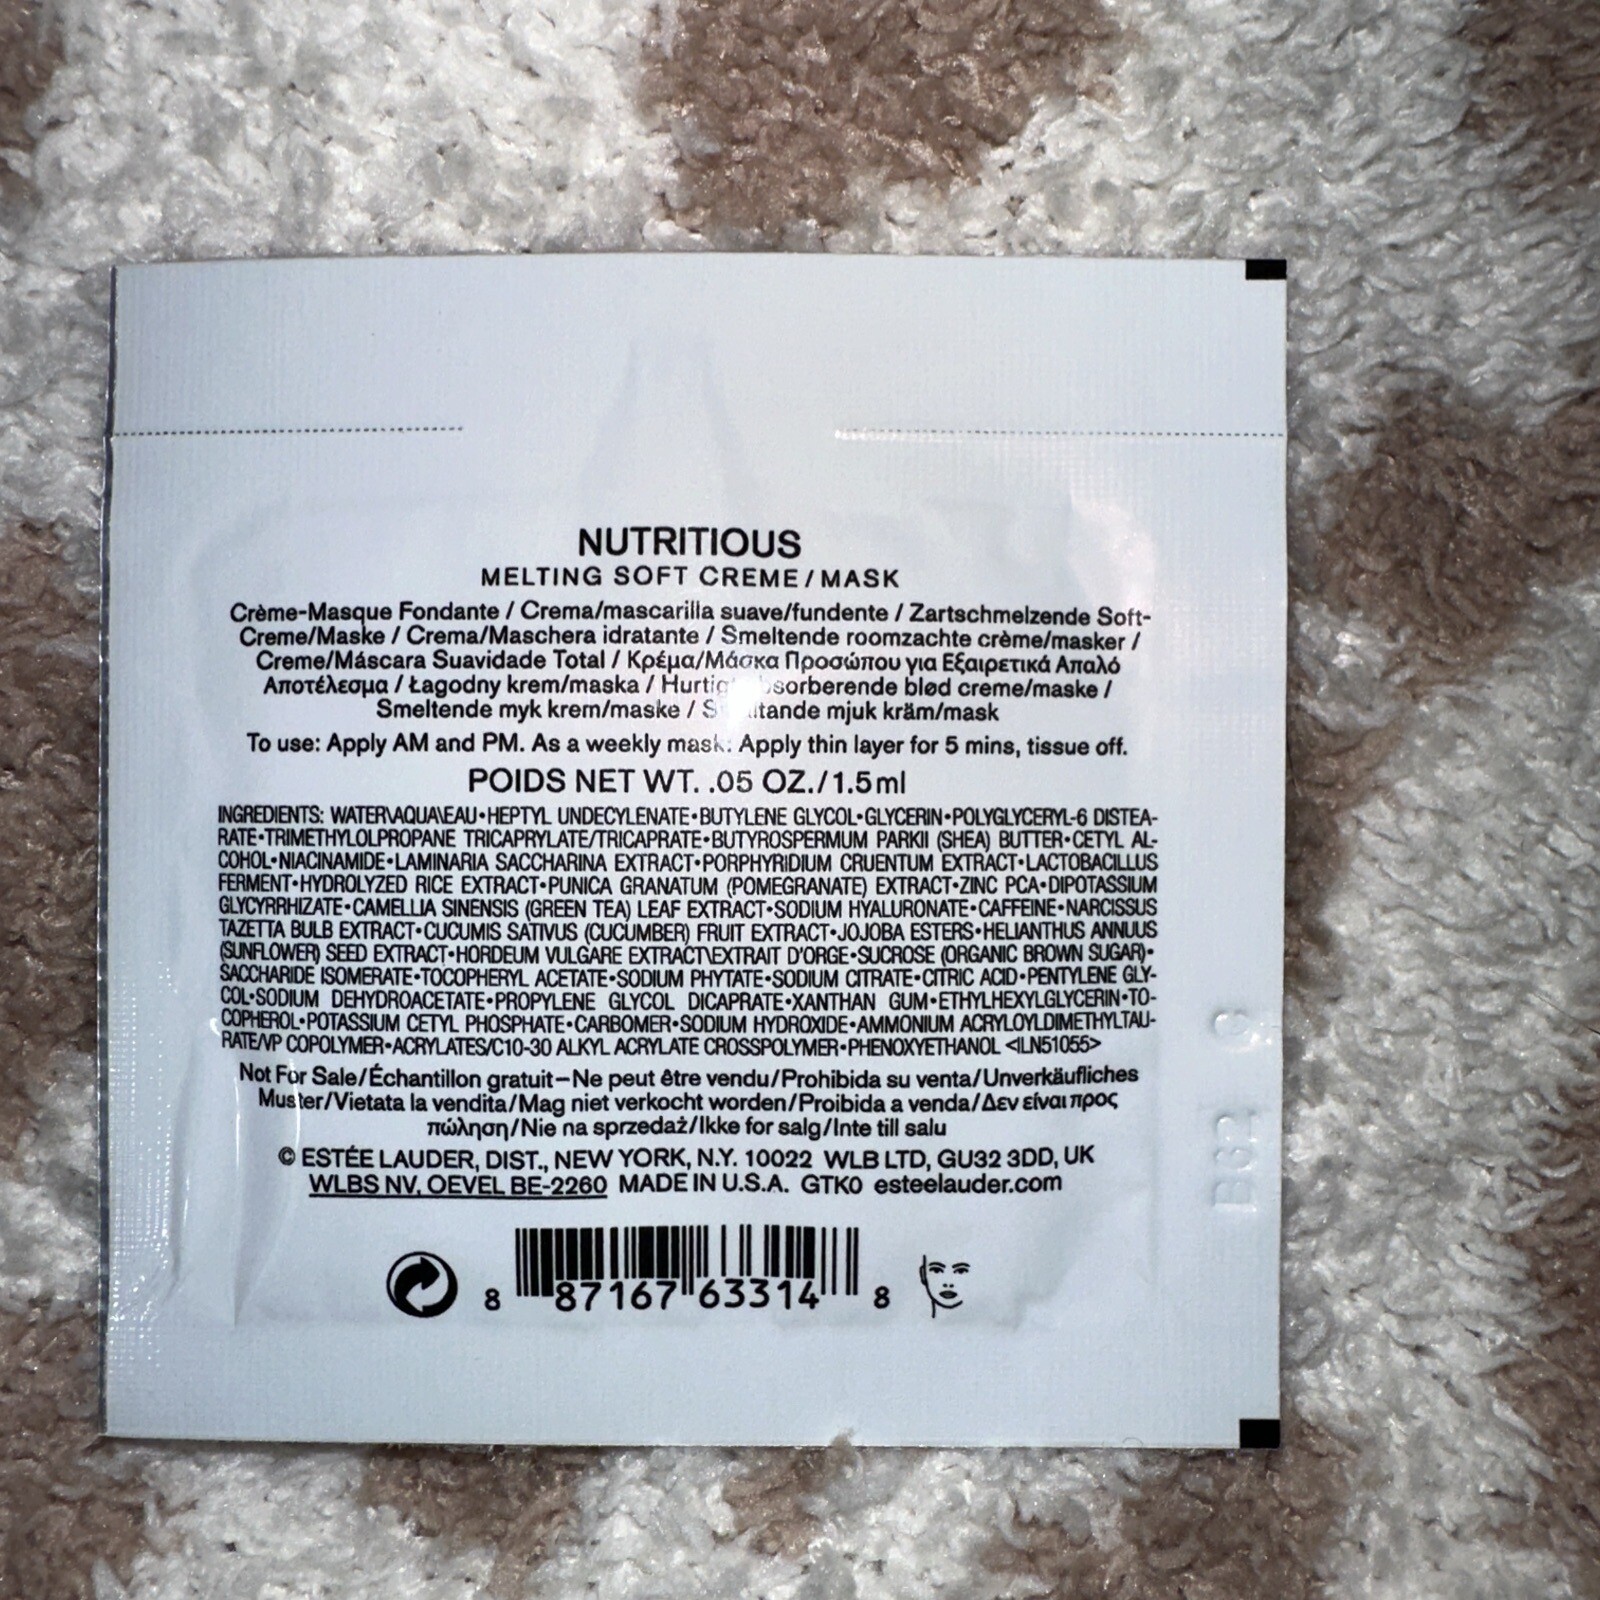 NUTRITIOUS
MELTING SOFT CREME / MASK
Crème-Masque Fondante / Crema/mascarilla suave/fundente / Zartschmelzende Soft-
Creme/Maske / Crema/Maschera idratante / Smeltende roomzachte crème/masker /
Creme/Máscara Suavidade Total / Κρέμα/Μάσκα Προσώπου για Εξαιρετικά Απαλό
Αποτέλεσμα / Łagodny krem/maska / blød creme/maske /
Smeltende myk krem/maske / mjuk kräm/mask
To use: Apply AM and PM. As a weekly mask: Apply thin layer for 5 mins, tissue off.
POIDS NET WT. .05 OZ./1.5ml
INGREDIENTS: WATER\AQUA\EAU•HEPTYL UNDECYLENATE•BUTYLENE GLYCOL•GLYCERIN•POLYGLYCERYL-6 DISTEA-
RATE•TRIMETHYLOLPROPANE TRICAPRYLATE/TRICAPRATE•BUTYROSPERMUM PARKII (SHEA) BUTTER•CETYL AL-
COHOL•NIACINAMIDE•LAMINARIA SACCHARINA EXTRACT•PORPHYRIDIUM CRUENTUM EXTRACT•LACTOBACILLUS
FERMENT•HYDROLYZED RICE EXTRACT•PUNICA GRANATUM (POMEGRANATE) EXTRACT•ZINC PCA•DIPOTASSIUM
GLYCYRRHIZATE•CAMELLIA SINENSIS (GREEN TEA) LEAF EXTRACT•SODIUM HYALURONATE•CAFFEINE•NARCISSUS
TAZETTA BULB EXTRACT•CUCUMIS SATIVUS (CUCUMBER) FRUIT EXTRACT•JOJOBA ESTERS•HELIANTHUS ANNUUS
(SUNFLOWER) SEED EXTRACT•HORDEUM VULGARE EXTRACT\EXTRAIT D'ORGE•SUCROSE (ORGANIC BROWN SUGAR)•
SACCHARIDE ISOMERATE•TOCOPHERYL ACETATE•SODIUM PHYTATE•SODIUM CITRATE•CITRIC ACID•PENTYLENE GLY-
COL•SODIUM DEHYDROACETATE•PROPYLENE GLYCOL DICAPRATE•XANTHAN GUM•ETHYLHEXYLGLYCERIN•TO-
COPHEROL•POTASSIUM CETYL PHOSPHATE•CARBOMER•SODIUM HYDROXIDE•AMMONIUM ACRYLOYLDIMETHYLTAU-
RATE/VP COPOLYMER•ACRYLATES/C10-30 ALKYL ACRYLATE CROSSPOLYMER•PHENOXYETHANOL <ILN51055>
Not For Sale/Échantillon gratuit–Ne peut être vendu/Prohibida su venta/Unverkäufliches
Muster/Vietata la vendita/Mag niet verkocht worden/Proibida a venda/Δεν είναι προς
πώληση/Nie na sprzedaż/Ikke for salg/Inte till salu
© ESTÉE LAUDER, DIST., NEW YORK, N.Y. 10022 WLB LTD, GU32 3DD, UK
WLBS NV, OEVEL BE-2260 MADE IN U.S.A. GTK0 esteelauder.com
8 87167 63314 8